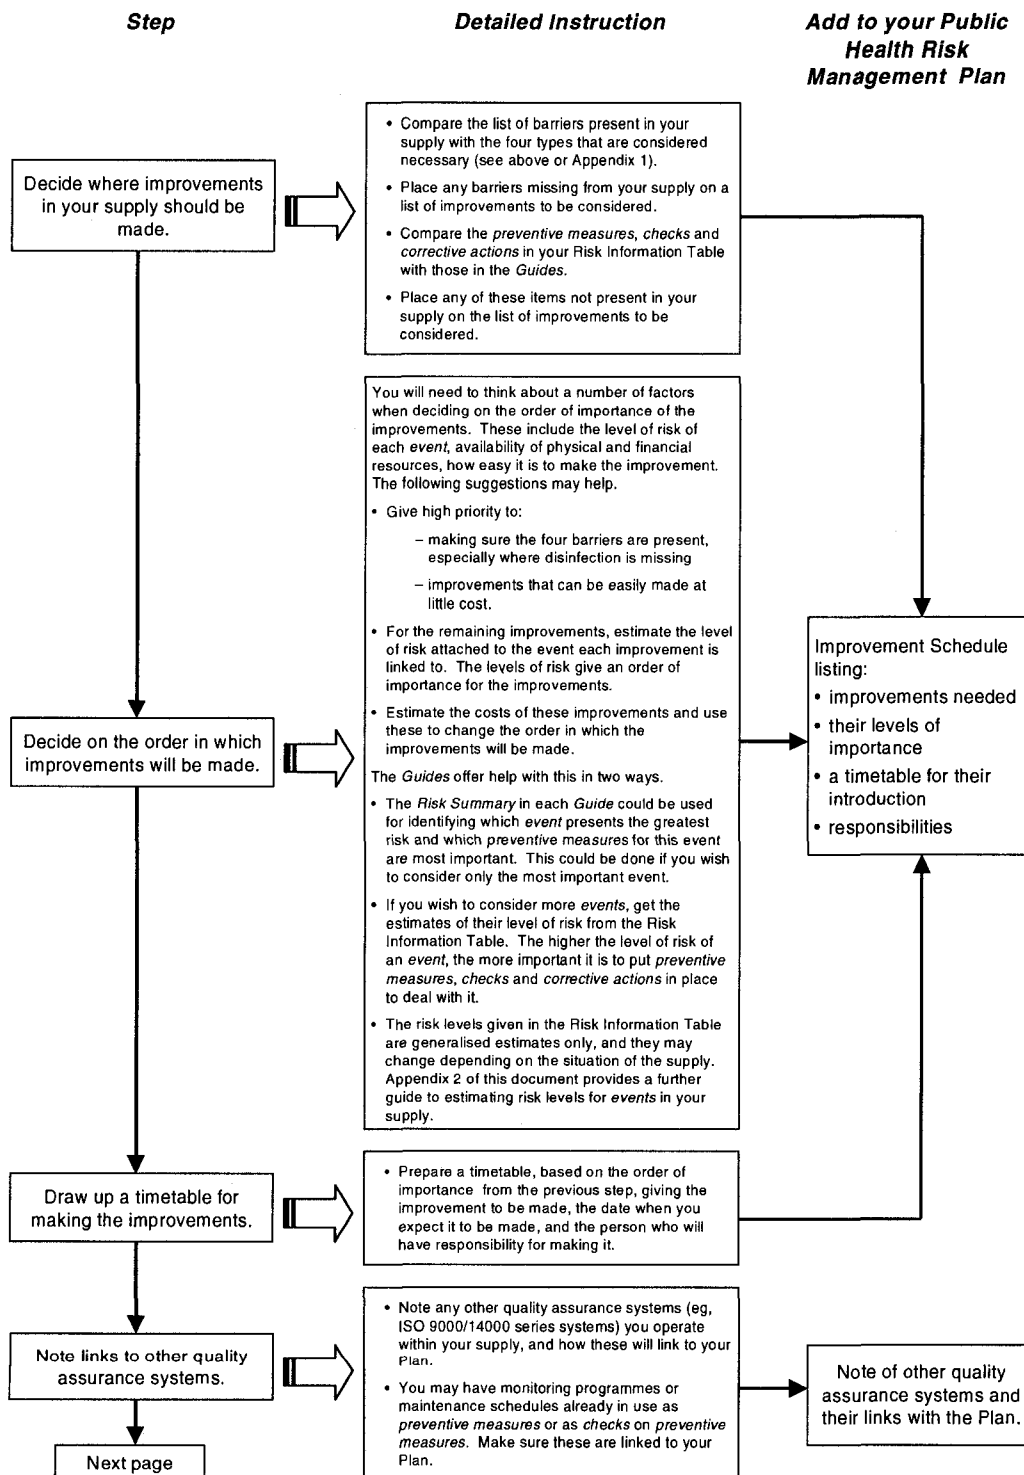 Step
Detailed Instruction
Add to your Public
Health Risk
Management Plan
Decide where improvements
in your supply should be
made.
• Compare the list of barriers present in your
supply with the four types that are considered
necessary (see above or Appendix 1).
• Place any barriers missing from your supply on a
list of improvements to be considered.
• Compare the preventive measures, checks and
corrective actions in your Risk Information Table
with those in the Guides.
• Place any of these items not present in your
supply on the list of improvements to be
considered.
Decide on the order in which
improvements will be made.
You will need to think about a number of factors
when deciding on the order of importance of the
improvements. These include the level of risk of
each event, availability of physical and financial
resources, how easy it is to make the improvement.
The following suggestions may help.
• Give high priority to:
– making sure the four barriers are present,
especially where disinfection is missing
– improvements that can be easily made at
little cost.
• For the remaining improvements, estimate the level
of risk attached to the event each improvement is
linked to. The levels of risk give an order of
importance for the improvements.
• Estimate the costs of these improvements and use
these to change the order in which the
improvements will be made.
The Guides offer help with this in two ways.
• The Risk Summary in each Guide could be used
for identifying which event presents the greatest
risk and which preventive measures for this event
are most important. This could be done if you wish
to consider only the most important event.
• If you wish to consider more events, get the
estimates of their level of risk from the Risk
Information Table. The higher the level of risk of
an event, the more important it is to put preventive
measures, checks and corrective actions in place
to deal with it.
• The risk levels given in the Risk Information Table
are generalised estimates only, and they may
change depending on the situation of the supply.
Appendix 2 of this document provides a further
guide to estimating risk levels for events in your
supply.
Improvement Schedule
listing:
• improvements needed
• their levels of
importance
• a timetable for their
introduction
• responsibilities
Draw up a timetable for
making the improvements.
• Prepare a timetable, based on the order of
importance from the previous step, giving the
improvement to be made, the date when you
expect it to be made, and the person who will
have responsibility for making it.
Note links to other quality
assurance systems.
• Note any other quality assurance systems (eg,
ISO 9000/14000 series systems) you operate
within your supply, and how these will link to your
Plan.
• You may have monitoring programmes or
maintenance schedules already in use as
preventive measures or as checks on preventive
measures. Make sure these are linked to your
Plan.
Note of other quality
assurance systems and
their links with the Plan.
Next page